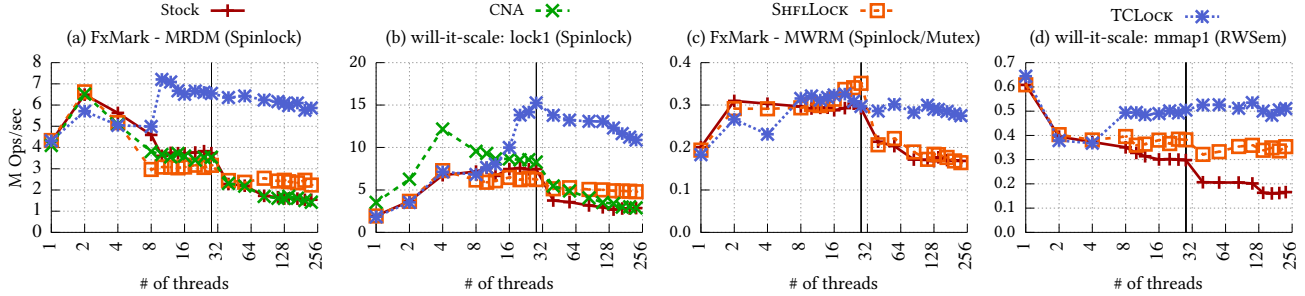 Stock CNA SHFLLOCK TCLOCK
(a) FxMark - MRDM (Spinlock) (b) will-it-scale: lock1 (Spinlock) (c) FxMark - MWRM (Spinlock/Mutex) (d) will-it-scale: mmap1 (RWSem)
M Ops/sec
8
7
6
5
4
3
2
1
0
1 2 4 8 16 32 64 128 256
# of threads
20
15
10
5
0
1 2 4 8 16 32 64 128 256
# of threads
0.4
0.3
0.2
0.1
0.0
1 2 4 8 16 32 64 128 256
# of threads
0.7
0.6
0.5
0.4
0.3
0.2
0.1
0.0
1 2 4 8 16 32 64 128 256
# of threads